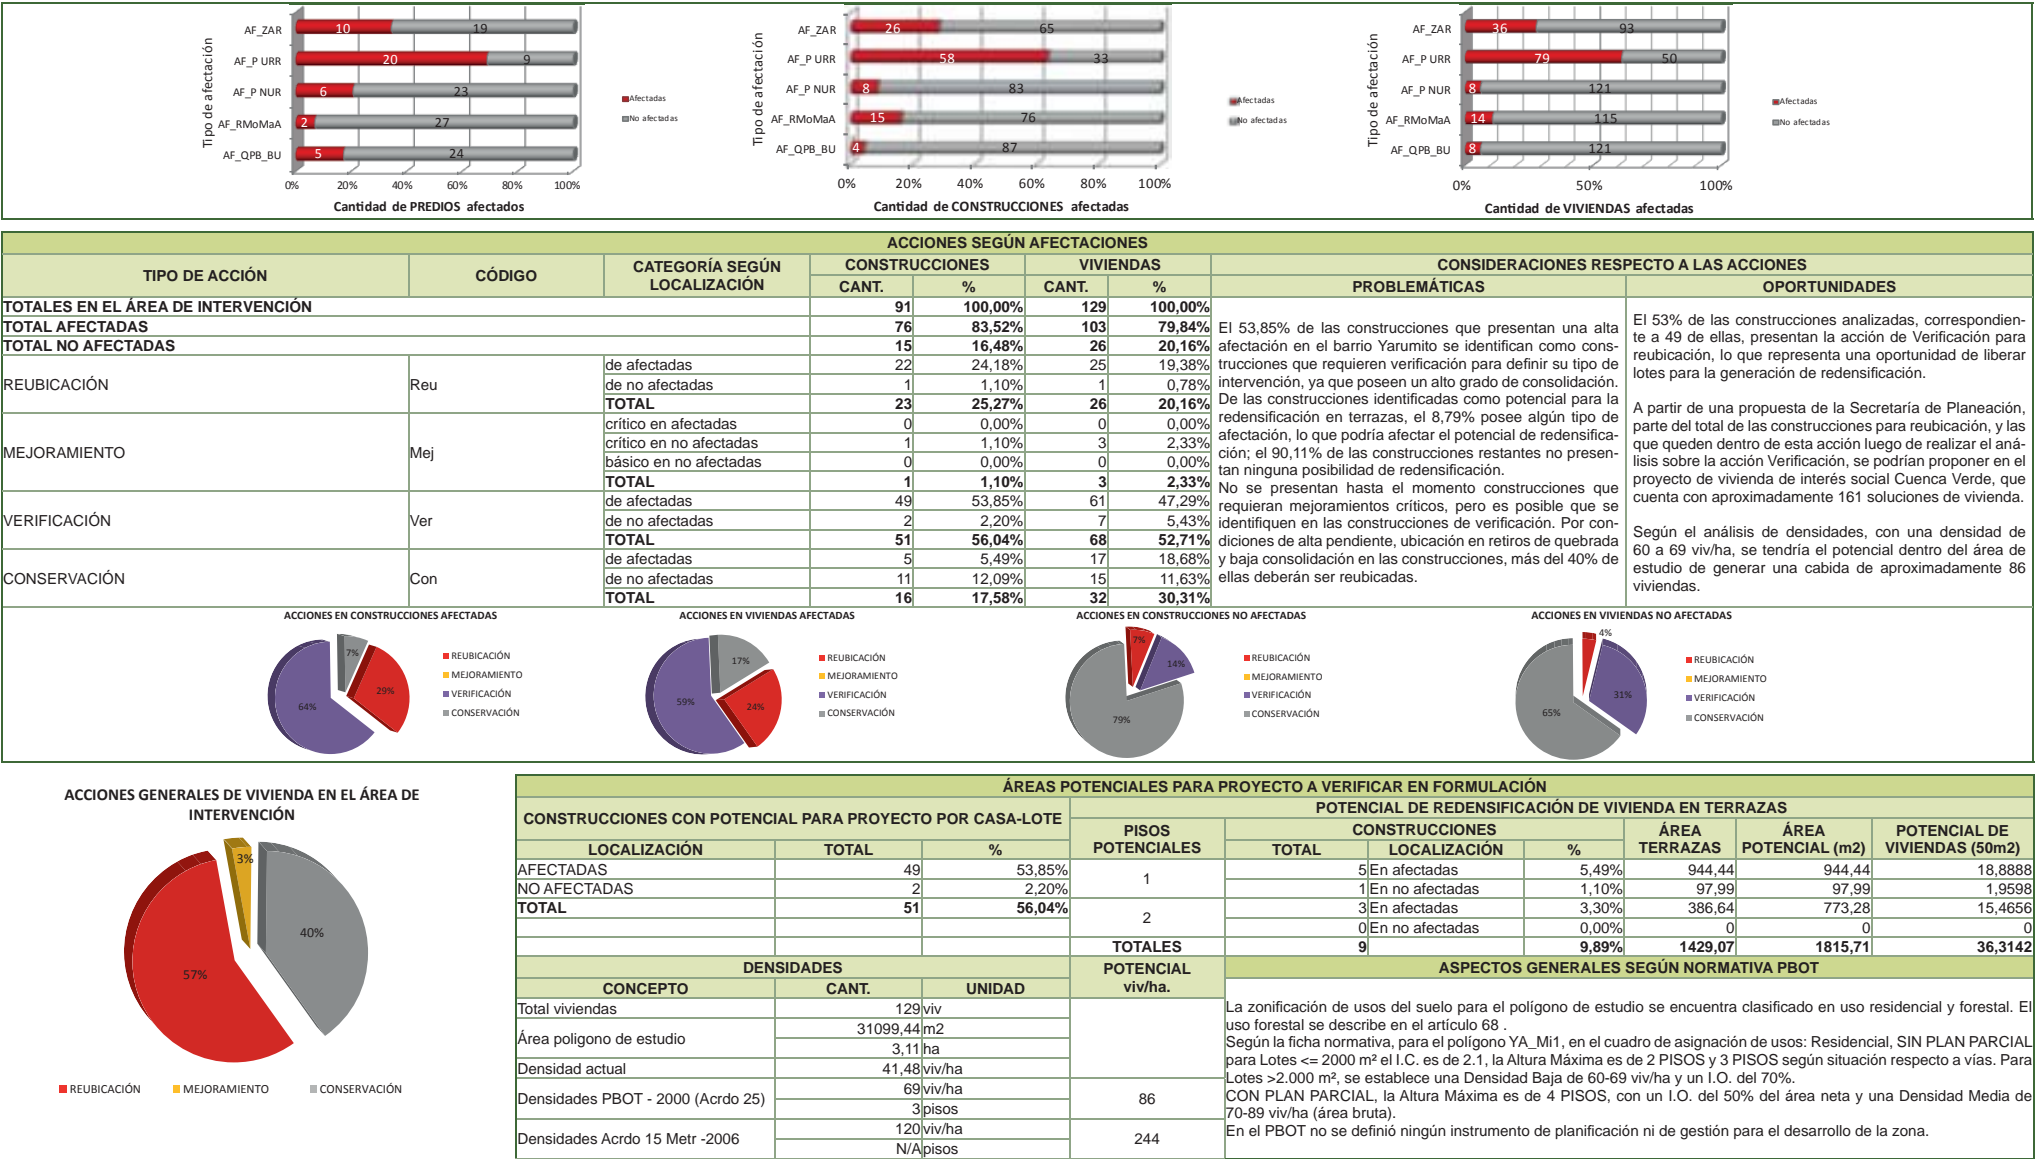 Tipo de afectación
AF_ZAR 10 19
AF_P URR 20 9
AF_P NUR 6 23
AF_RMoMaA 2 27
AF_QPB_BU 5 24
0% 20% 40% 60% 80% 100%
Cantidad de PREDIOS afectados
Afectadas
No afectadas
Tipo de afectación
AF_ZAR 26 65
AF_P URR 58 33
AF_P NUR 8 83
AF_RMoMaA 15 76
AF_QPB_BU 4 87
0% 20% 40% 60% 80% 100%
Cantidad de CONSTRUCCIONES afectadas
Afectadas
No afectadas
Tipo de afectación
AF_ZAR 36 93
AF_P URR 79 50
AF_P NUR 8 121
AF_RMoMaA 14 115
AF_QPB_BU 8 121
0% 50% 100%
Cantidad de VIVIENDAS afectadas
Afectadas
No afectadas
ACCIONES SEGÚN AFECTACIONES
TIPO DE ACCIÓN CÓDIGO CATEGORÍA SEGÚN LOCALIZACIÓN CONSTRUCCIONES VIVIENDAS CONSIDERACIONES RESPECTO A LAS ACCIONES
CANT. % CANT. % PROBLEMÁTICAS OPORTUNIDADES
TOTALES EN EL ÁREA DE INTERVENCIÓN 91 100,00% 129 100,00%
TOTAL AFECTADAS 76 83,52% 103 79,84%
TOTAL NO AFECTADAS 15 16,48% 26 20,16%
REUBICACIÓN Reu
de afectadas 22 24,18% 25 19,38%
de no afectadas 1 1,10% 1 0,78%
TOTAL 23 25,27% 26 20,16%
MEJORAMIENTO Mej
crítico en afectadas 0 0,00% 0 0,00%
crítico en no afectadas 1 1,10% 3 2,33%
básico en no afectadas 0 0,00% 0 0,00%
TOTAL 1 1,10% 3 2,33%
VERIFICACIÓN Ver
de afectadas 49 53,85% 61 47,29%
de no afectadas 2 2,20% 7 5,43%
TOTAL 51 56,04% 68 52,71%
CONSERVACIÓN Con
de afectadas 5 5,49% 17 18,68%
de no afectadas 11 12,09% 15 11,63%
TOTAL 16 17,58% 32 30,31%
El 53,85% de las construcciones que presentan una alta
afectación en el barrio Yarumito se identifican como cons-
trucciones que requieren verificación para definir su tipo de
intervención, ya que poseen un alto grado de consolidación.
De las construcciones identificadas como potencial para la
redensificación en terrazas, el 8,79% posee algún tipo de
afectación, lo que podría afectar el potencial de redensifica-
ción; el 90,11% de las construcciones restantes no presen-
tan ninguna posibilidad de redensificación.
No se presentan hasta el momento construcciones que
requieran mejoramientos críticos, pero es posible que se
identifiquen en las construcciones de verificación. Por con-
diciones de alta pendiente, ubicación en retiros de quebrada
y baja consolidación en las construcciones, más del 40% de
ellas deberán ser reubicadas.
El 53% de las construcciones analizadas, correspondien-
te a 49 de ellas, presentan la acción de Verificación para
reubicación, lo que representa una oportunidad de liberar
lotes para la generación de redensificación.
A partir de una propuesta de la Secretaría de Planeación,
parte del total de las construcciones para reubicación, y las
que queden dentro de esta acción luego de realizar el aná-
lisis sobre la acción Verificación, se podrían proponer en el
proyecto de vivienda de interés social Cuenca Verde, que
cuenta con aproximadamente 161 soluciones de vivienda.
Según el análisis de densidades, con una densidad de
60 a 69 viv/ha, se tendría el potencial dentro del área de
estudio de generar una cabida de aproximadamente 86
viviendas.
ACCIONES EN CONSTRUCCIONES AFECTADAS
7%
29%
64%
REUBICACIÓN
MEJORAMIENTO
VERIFICACIÓN
CONSERVACIÓN
ACCIONES EN VIVIENDAS AFECTADAS
17%
24%
59%
REUBICACIÓN
MEJORAMIENTO
VERIFICACIÓN
CONSERVACIÓN
ACCIONES EN CONSTRUCCIONES NO AFECTADAS
7%
14%
79%
REUBICACIÓN
MEJORAMIENTO
VERIFICACIÓN
CONSERVACIÓN
ACCIONES EN VIVIENDAS NO AFECTADAS
4%
31%
65%
REUBICACIÓN
MEJORAMIENTO
VERIFICACIÓN
CONSERVACIÓN
ACCIONES GENERALES DE VIVIENDA EN EL ÁREA DE
INTERVENCIÓN
3%
40%
57%
REUBICACIÓN MEJORAMIENTO CONSERVACIÓN
ÁREAS POTENCIALES PARA PROYECTO A VERIFICAR EN FORMULACIÓN
CONSTRUCCIONES CON POTENCIAL PARA PROYECTO POR CASA-LOTE
LOCALIZACIÓN TOTAL %
AFECTADAS 49 53,85%
NO AFECTADAS 2 2,20%
TOTAL 51 56,04%
POTENCIAL DE REDENSIFICACIÓN DE VIVIENDA EN TERRAZAS
PISOS POTENCIALES CONSTRUCCIONES ÁREA TERRAZAS ÁREA POTENCIAL (m2) POTENCIAL DE VIVIENDAS (50m2)
TOTAL LOCALIZACIÓN %
1 5 En afectadas 5,49% 944,44 944,44 18,8888
1 En no afectadas 1,10% 97,99 97,99 1,9598
2 3 En afectadas 3,30% 386,64 773,28 15,4656
0 En no afectadas 0,00% 0 0 0
TOTALES 9 9,89% 1429,07 1815,71 36,3142
DENSIDADES POTENCIAL viv/ha.
CONCEPTO CANT. UNIDAD
Total viviendas 129 viv
Área poligono de estudio 31099,44 m2
3,11 ha
Densidad actual 41,48 viv/ha
Densidades PBOT - 2000 (Acrdo 25) 69 viv/ha 86
3 pisos
Densidades Acrdo 15 Metr -2006 120 viv/ha 244
N/A pisos
ASPECTOS GENERALES SEGÚN NORMATIVA PBOT
La zonificación de usos del suelo para el polígono de estudio se encuentra clasificado en uso residencial y forestal. El
uso forestal se describe en el artículo 68 .
Según la ficha normativa, para el polígono YA_Mi1, en el cuadro de asignación de usos: Residencial, SIN PLAN PARCIAL
para Lotes <= 2000 m² el I.C. es de 2.1, la Altura Máxima es de 2 PISOS y 3 PISOS según situación respecto a vías. Para
Lotes >2.000 m², se establece una Densidad Baja de 60-69 viv/ha y un I.O. del 70%.
CON PLAN PARCIAL, la Altura Máxima es de 4 PISOS, con un I.O. del 50% del área neta y una Densidad Media de
70-89 viv/ha (área bruta).
En el PBOT no se definió ningún instrumento de planificación ni de gestión para el desarrollo de la zona.